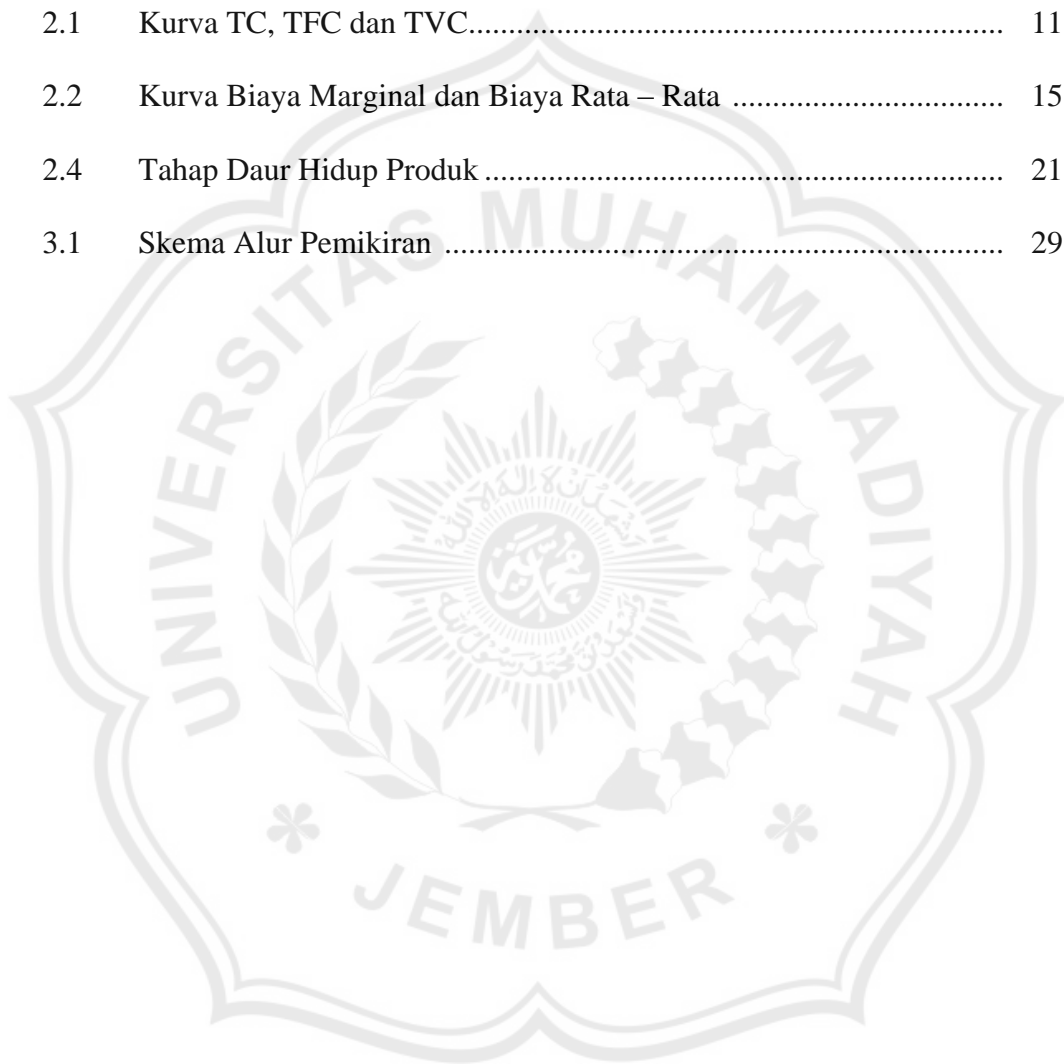 2.1 Kurva TC, TFC dan TVC.................................................................. 11
2.2 Kurva Biaya Marginal dan Biaya Rata – Rata ................................. 15
2.4 Tahap Daur Hidup Produk ................................................................ 21
3.1 Skema Alur Pemikiran ..................................................................... 29
UNIVERSITAS MUHAMMADIYAH
JEMBER